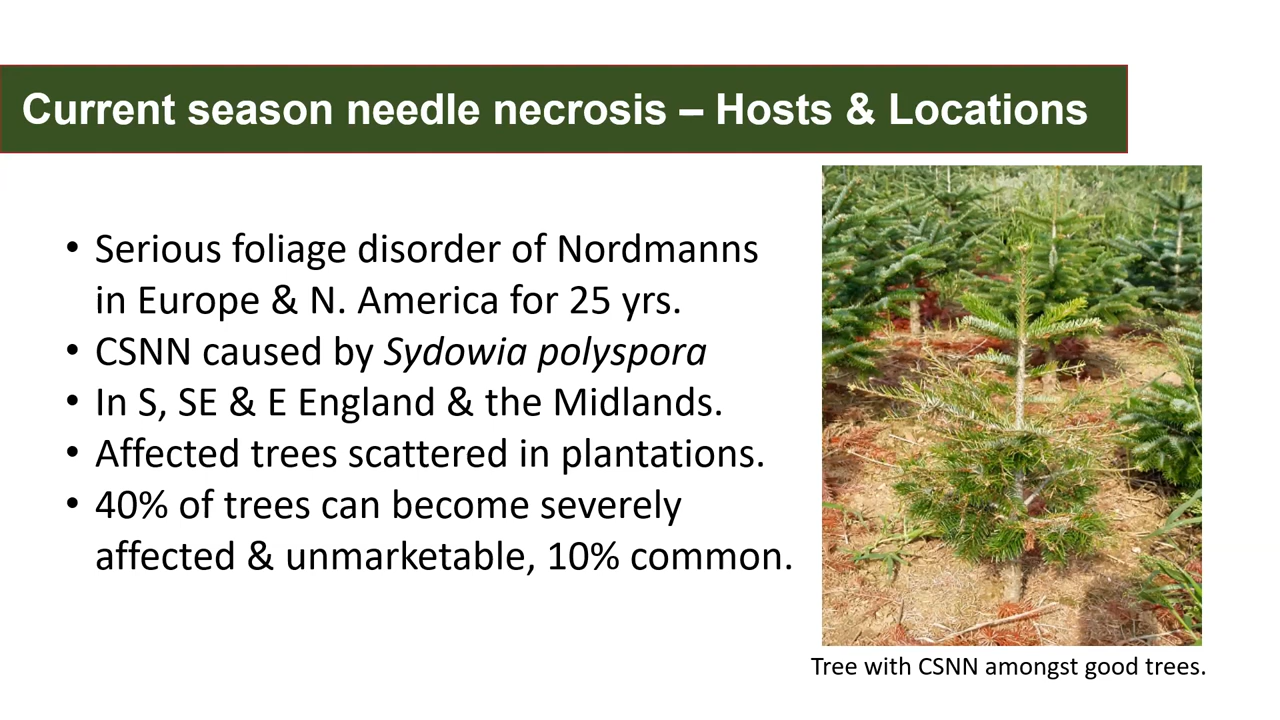 Current season needle necrosis – Hosts & Locations
• Serious foliage disorder of Nordmanns
in Europe & N. America for 25 yrs.
• CSNN caused by Sydowia polyspora
• In S, SE & E England & the Midlands.
• Affected trees scattered in plantations.
• 40% of trees can become severely
affected & unmarketable, 10% common.
Tree with CSNN amongst good trees.